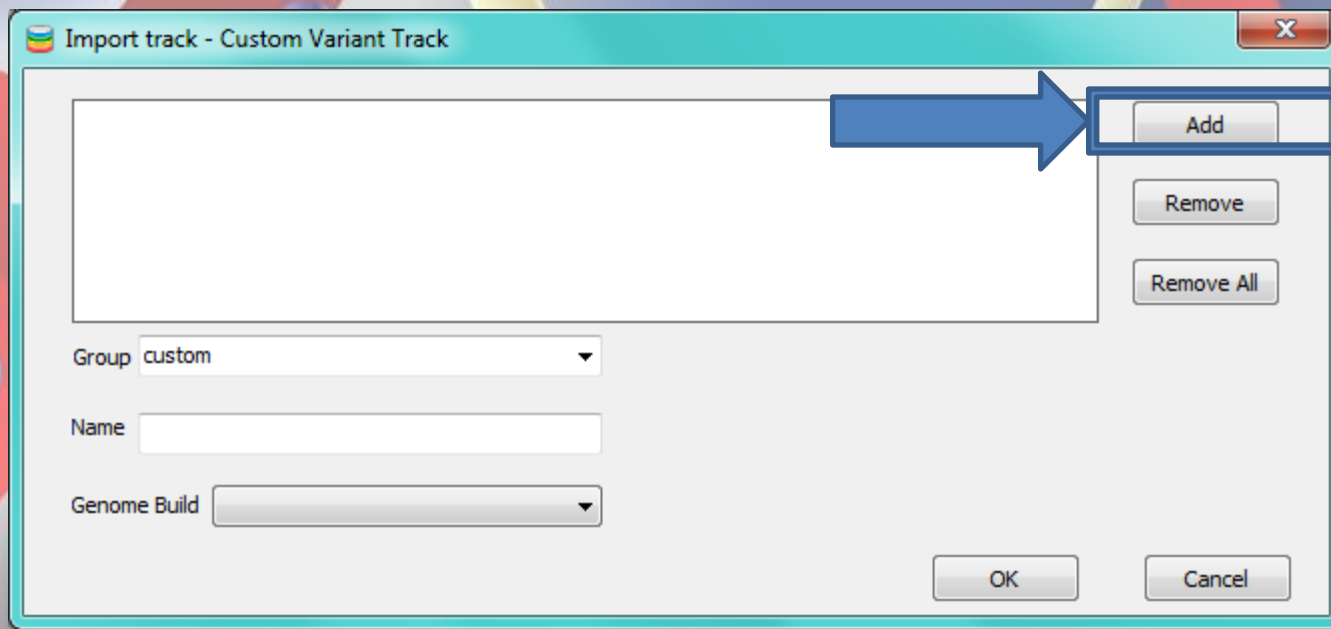 Import track - Custom Variant Track
Add
Remove
Remove All
Group custom
Name
Genome Build
OK Cancel